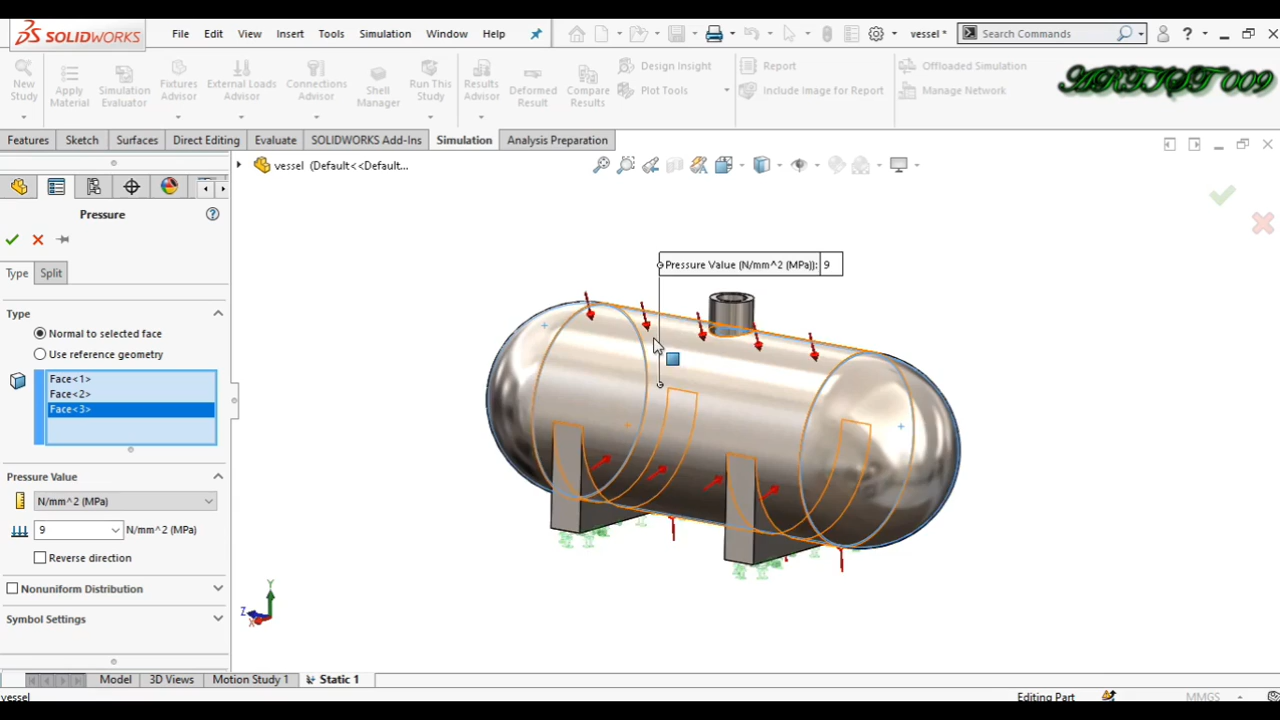 SOLIDWORKS File Edit View Insert Tools Simulation Window Help vessel * Search Commands ?
ARTIST 009
New Study
Apply Material
Simulation Evaluator
Fixtures Advisor
External Loads Advisor
Connections Advisor
Shell Manager
Run This Study
Results Advisor
Deformed Result
Compare Results
Design Insight
Plot Tools
Report
Include Image for Report
Offloaded Simulation
Manage Network
Features Sketch Surfaces Direct Editing Evaluate SOLIDWORKS Add-Ins Simulation Analysis Preparation
vessel (Default<<Default...
Pressure
Type Split
Type
Normal to selected face
Use reference geometry
Face<1>
Face<2>
Face<3>
Pressure Value
N/mm^2 (MPa)
9 N/mm^2 (MPa)
Reverse direction
Nonuniform Distribution
Symbol Settings
Pressure Value (N/mm^2 (MPa)): 9
Y
Z
X
Model 3D Views Motion Study 1 Static 1
vessel Editing Part MMGS